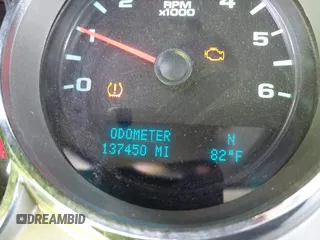 RPM
x1000
0 1 2 4 5 6
ODOMETER N
137450 MI 82°F
DREAMBID